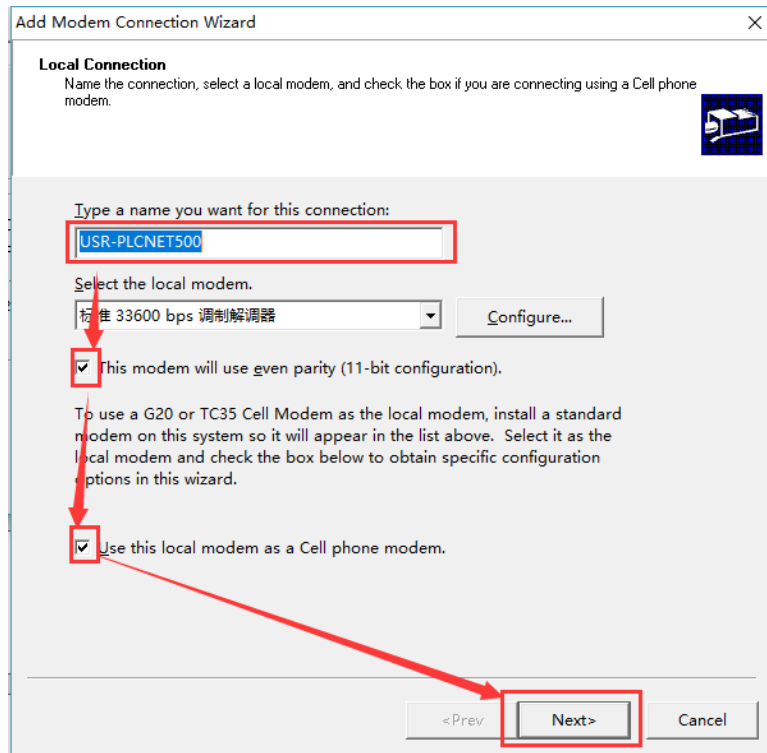 Add Modem Connection Wizard
Local Connection
Name the connection, select a local modem, and check the box if you are connecting using a Cell phone
modem.
Type a name you want for this connection:
USR-PLCNET500
Select the local modem.
标准 33600 bps 调制解调器
Configure...
This modem will use even parity (11-bit configuration).
To use a G20 or TC35 Cell Modem as the local modem, install a standard
modem on this system so it will appear in the list above. Select it as the
local modem and check the box below to obtain specific configuration
options in this wizard.
Use this local modem as a Cell phone modem.
<Prev
Next>
Cancel